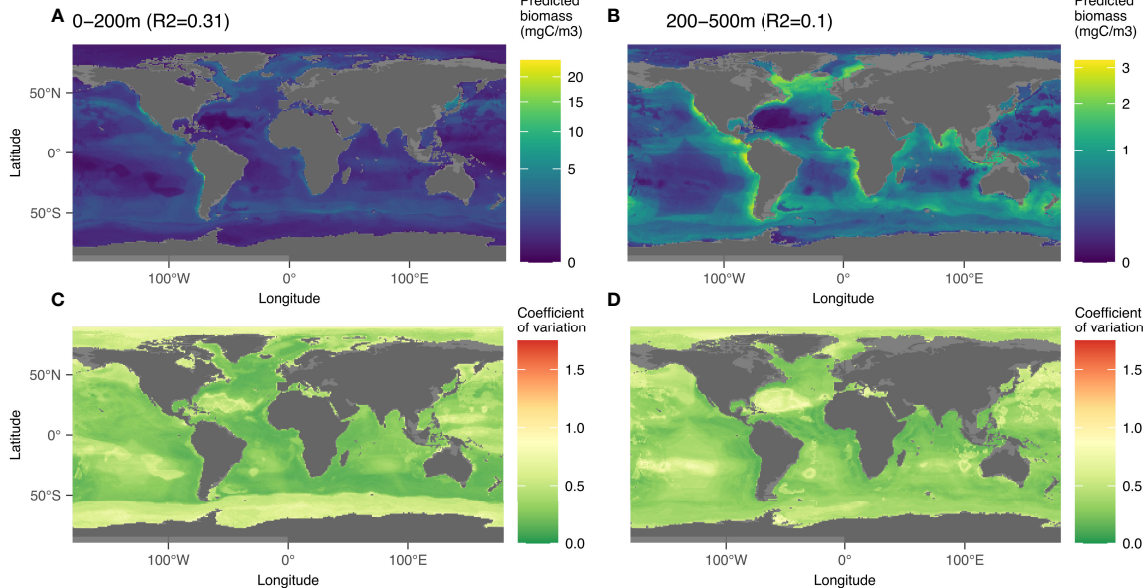 A
0−200m (R2=0.31)
Predicted
biomass
(mgC/m3)
20
15
10
5
0
50°N
0°
50°S
Latitude
100°W
0°
100°E
Longitude
B
200−500m (R2=0.1)
Predicted
biomass
(mgC/m3)
3
2
1
0
100°W
0°
100°E
Longitude
C
Coefficient
of variation
1.5
1.0
0.5
0.0
50°N
0°
50°S
Latitude
100°W
0°
100°E
Longitude
D
Coefficient
of variation
1.5
1.0
0.5
0.0
100°W
0°
100°E
Longitude